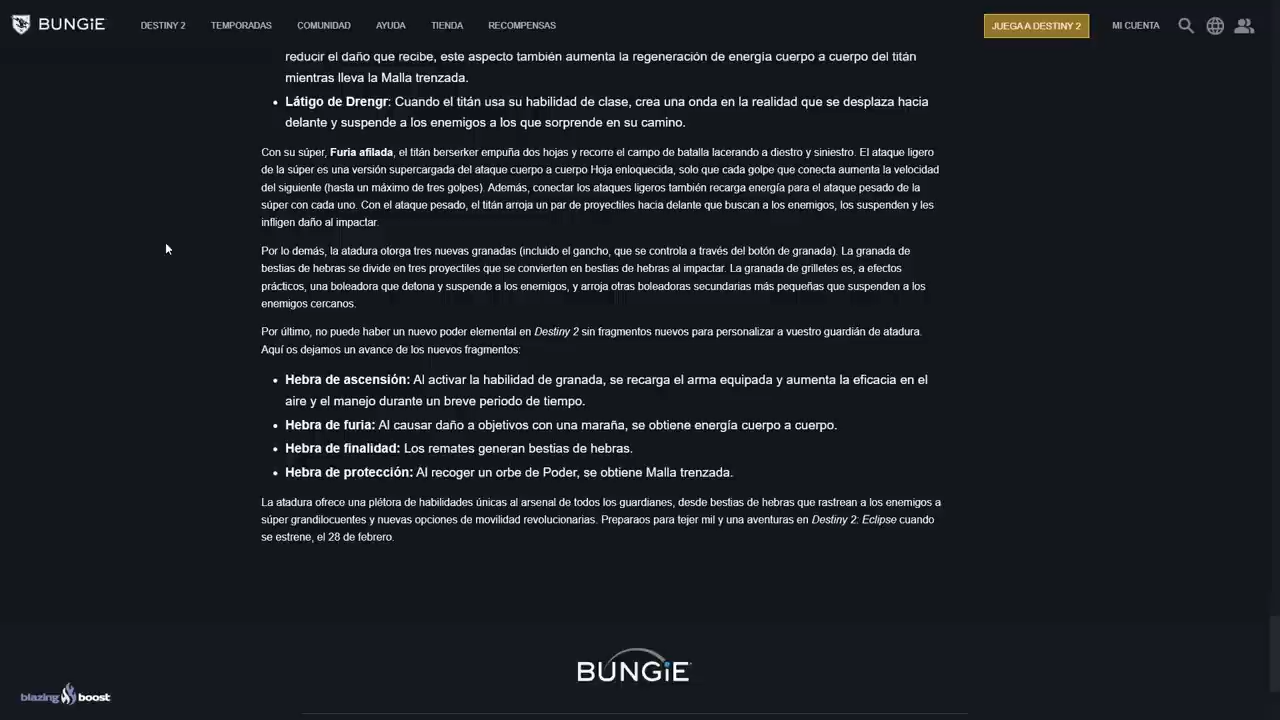 BUNGiE DESTINY 2 TEMPORADAS COMUNIDAD AYUDA TIENDA RECOMPENSAS JUEGA A DESTINY 2 MI CUENTA
reducir el daño que recibe, este aspecto también aumenta la regeneración de energía cuerpo a cuerpo del titán
mientras lleva la Malla trenzada.
• Látigo de Drengr: Cuando el titán usa su habilidad de clase, crea una onda en la realidad que se desplaza hacia
delante y suspende a los enemigos a los que sorprende en su camino.
Con su súper, Furia afilada, el titán berserker empuña dos hojas y recorre el campo de batalla lacerando a diestro y siniestro. El ataque ligero
de la súper es una versión supercargada del ataque cuerpo a cuerpo Hoja enloquecida, solo que cada golpe que conecta aumenta la velocidad
del siguiente (hasta un máximo de tres golpes). Además, conectar los ataques ligeros también recarga energía para el ataque pesado de la
súper con cada uno. Con el ataque pesado, el titán arroja un par de proyectiles hacia delante que buscan a los enemigos, los suspenden y les
infligen daño al impactar.
Por lo demás, la atadura otorga tres nuevas granadas (incluido el gancho, que se controla a través del botón de granada). La granada de
bestias de hebras se divide en tres proyectiles que se convierten en bestias de hebras al impactar. La granada de grilletes es, a efectos
prácticos, una boleadora que detona y suspende a los enemigos, y arroja otras boleadoras secundarias más pequeñas que suspenden a los
enemigos cercanos.
Por último, no puede haber un nuevo poder elemental en Destiny 2 sin fragmentos nuevos para personalizar a vuestro guardián de atadura.
Aquí os dejamos un avance de los nuevos fragmentos:
• Hebra de ascensión: Al activar la habilidad de granada, se recarga el arma equipada y aumenta la eficacia en el
aire y el manejo durante un breve periodo de tiempo.
• Hebra de furia: Al causar daño a objetivos con una maraña, se obtiene energía cuerpo a cuerpo.
• Hebra de finalidad: Los remates generan bestias de hebras.
• Hebra de protección: Al recoger un orbe de Poder, se obtiene Malla trenzada.
La atadura ofrece una plétora de habilidades únicas al arsenal de todos los guardianes, desde bestias de hebras que rastrean a los enemigos a
súper grandilocuentes y nuevas opciones de movilidad revolucionarias. Preparaos para tejer mil y una aventuras en Destiny 2: Eclipse cuando
se estrene, el 28 de febrero.
BUNGiE
blazing boost